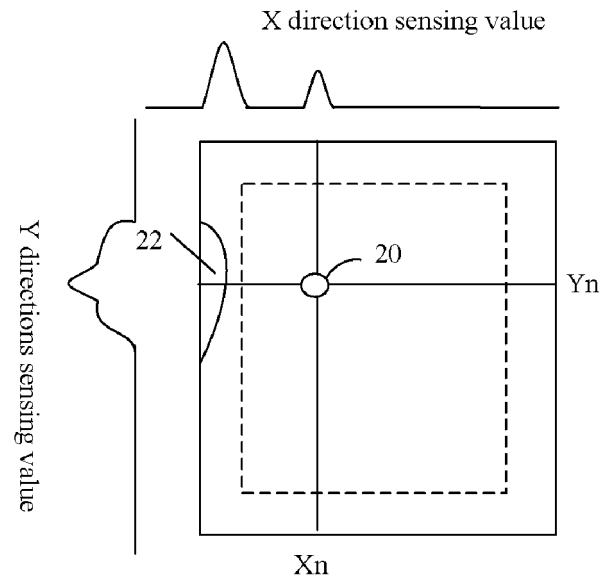 X direction sensing value
Y directions sensing value
22
20
Yn
Xn